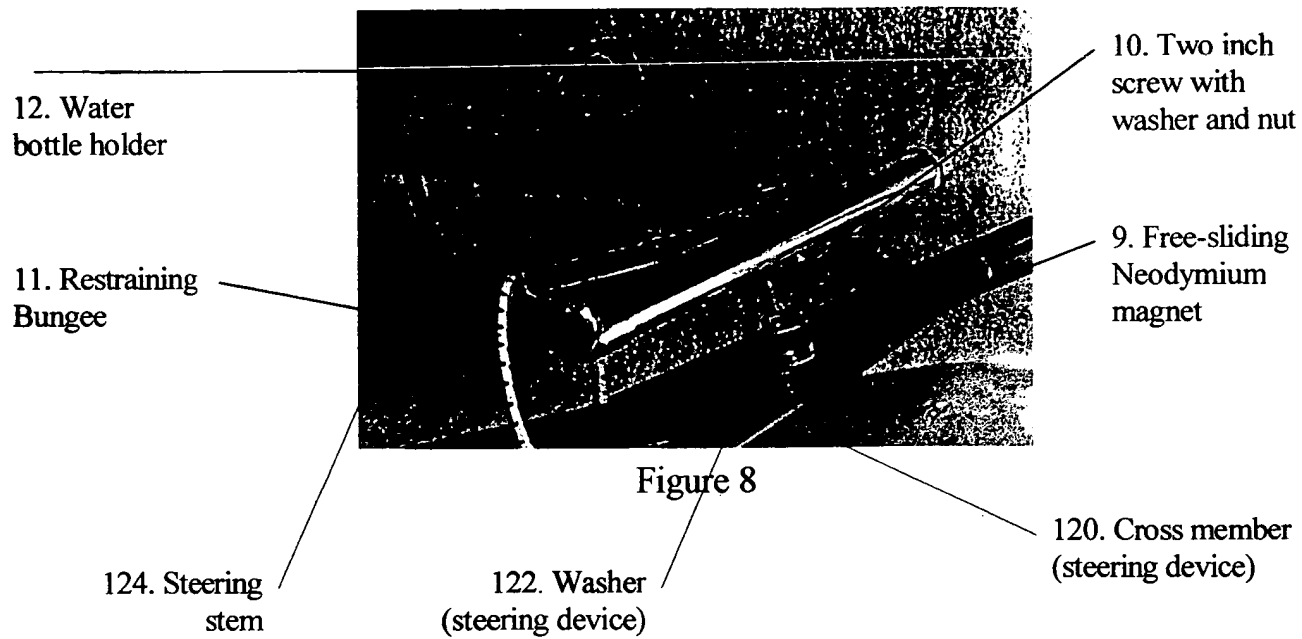 12. Water
bottle holder
10. Two inch
screw with
washer and nut
11. Restraining
Bungee
9. Free-sliding
Neodymium
magnet
Figure 8
124. Steering
stem
122. Washer
(steering device)
120. Cross member
(steering device)